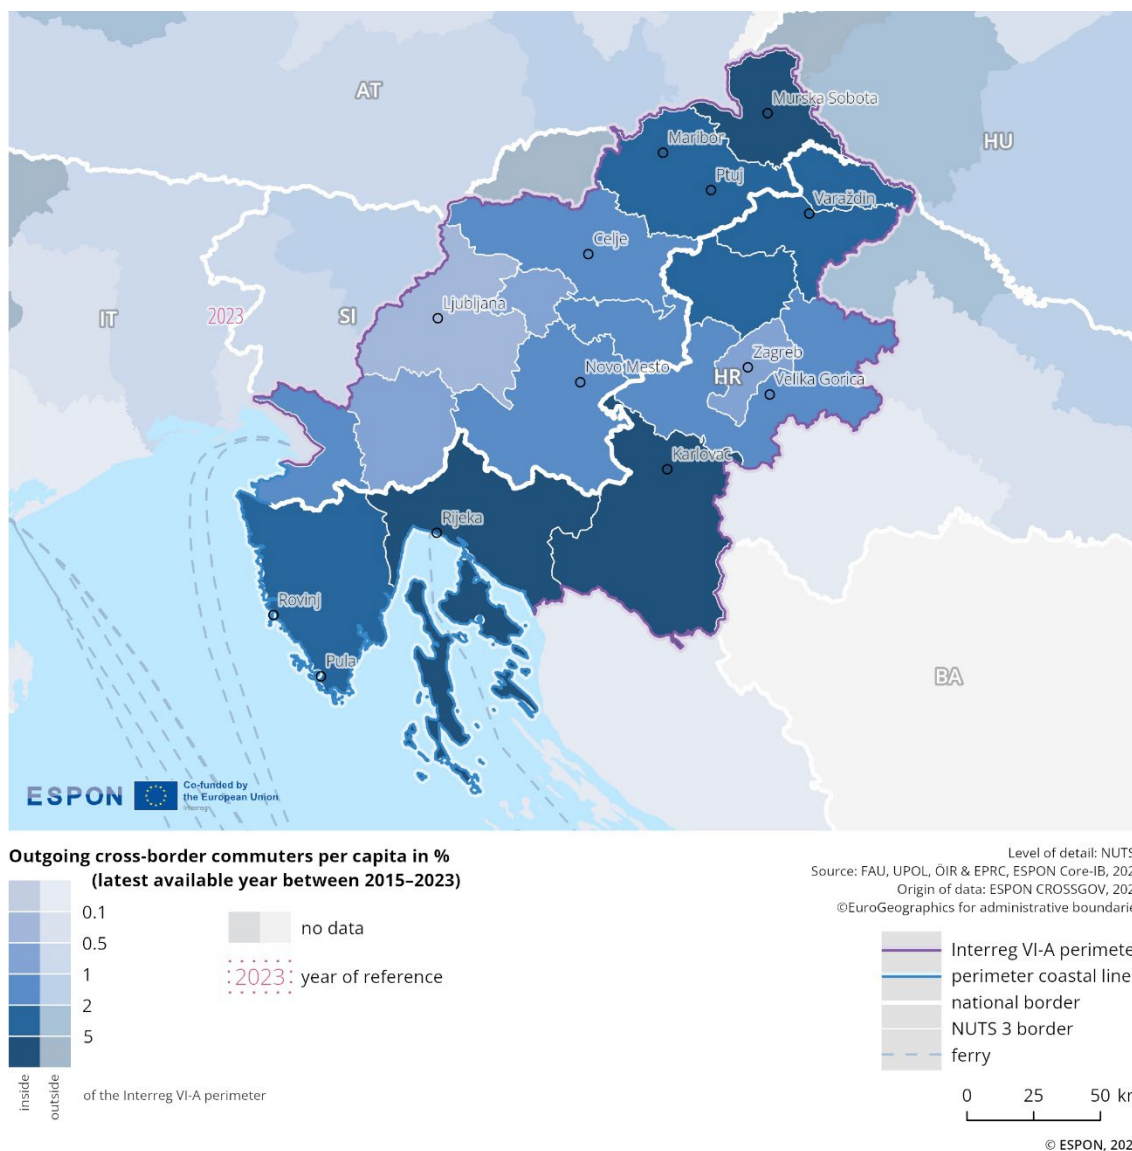 AT
Murska Sobota
HU
Maribor
Ptuj
Varaždin
Celje
Ljubljana
IT
2023
SI
Zagreb
Novo Mesto
HR
Velika Gorica
Karlovac
Rijeka
Rovinj
Pula
BA
ESPON
Co-funded by
the European Union
Interreg
Outgoing cross-border commuters per capita in %
(latest available year between 2015–2023)
0.1
0.5
1
2
5
inside
outside
of the Interreg VI-A perimeter
no data
2023 year of reference
Level of detail: NUTS
Source: FAU, UPOL, ÖIR & EPRC, ESPON Core-IB, 202
Origin of data: ESPON CROSSGOV, 202
©EuroGeographics for administrative boundarie
Interreg VI-A perimete
perimeter coastal line
national border
NUTS 3 border
ferry
0 25 50 k
© ESPON, 202